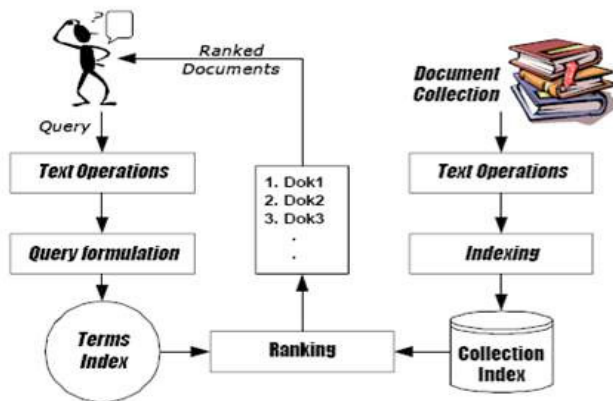 ?
Ranked
Documents
Document
Collection
Query
Text Operations
Text Operations
1. Dok1
2. Dok2
3. Dok3
.
.
Query formulation
Indexing
Terms
Index
Ranking
Collection
Index